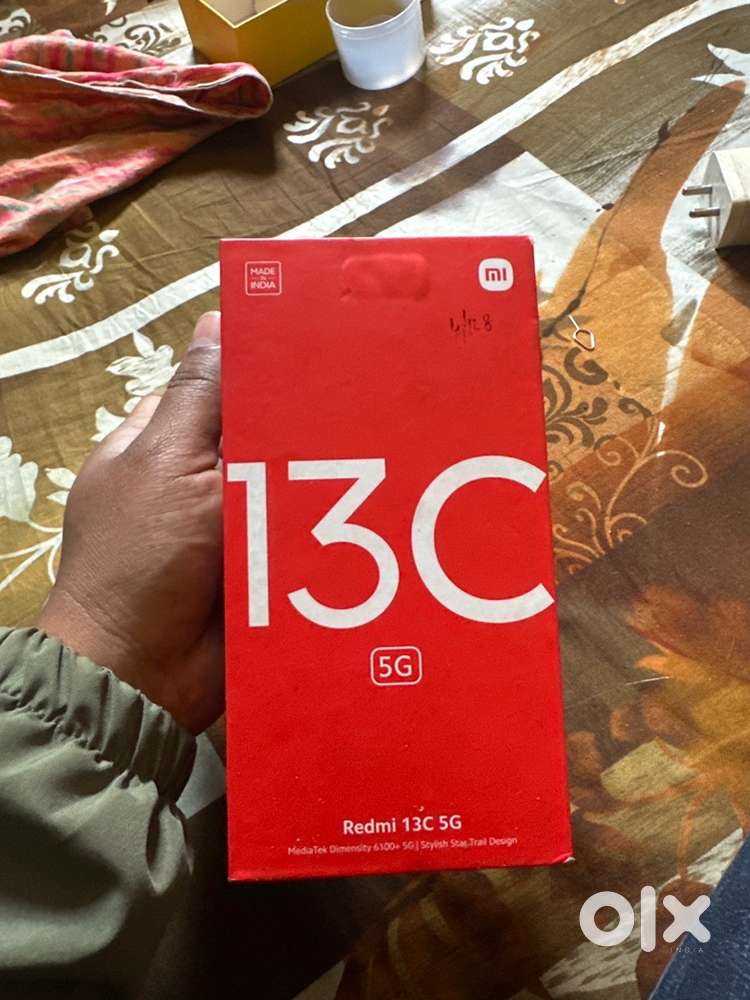 MADE
IN
INDIA
mi
4/128
13C
5G
Redmi 13C 5G
MediaTek Dimensity 6100+ 5G | Stylish Star Trail Design
olx
INDIA